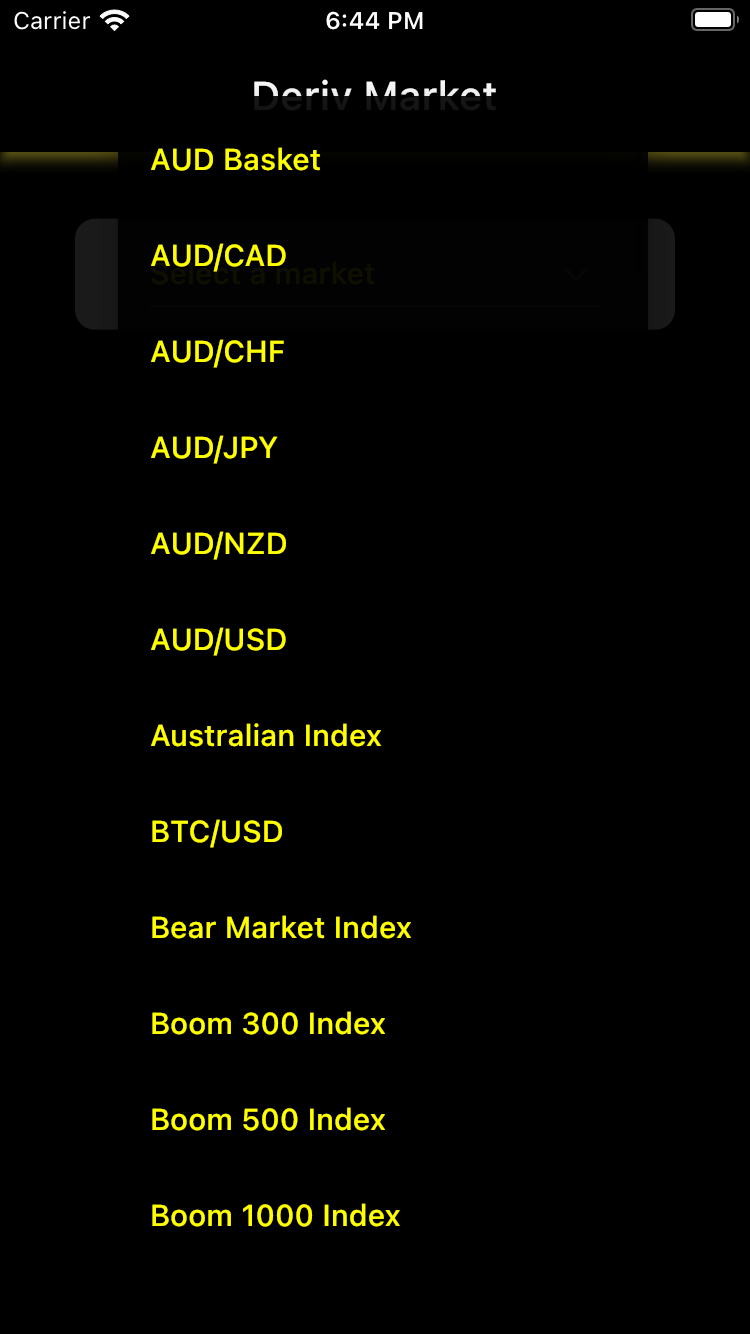 Carrier
6:44 PM
Deriv Market
AUD Basket
AUD/CAD
Select a market
AUD/CHF
AUD/JPY
AUD/NZD
AUD/USD
Australian Index
BTC/USD
Bear Market Index
Boom 300 Index
Boom 500 Index
Boom 1000 Index